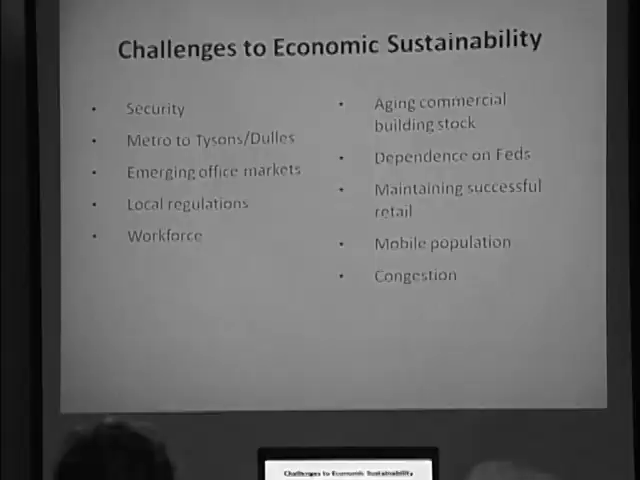 Challenges to Economic Sustainability
• Security
• Metro to Tysons/Dulles
• Emerging office markets
• Local regulations
• Workforce
• Aging commercial
building stock
• Dependence on Feds
• Maintaining successful
retail
• Mobile population
• Congestion
Challenges to Economic Sustainability